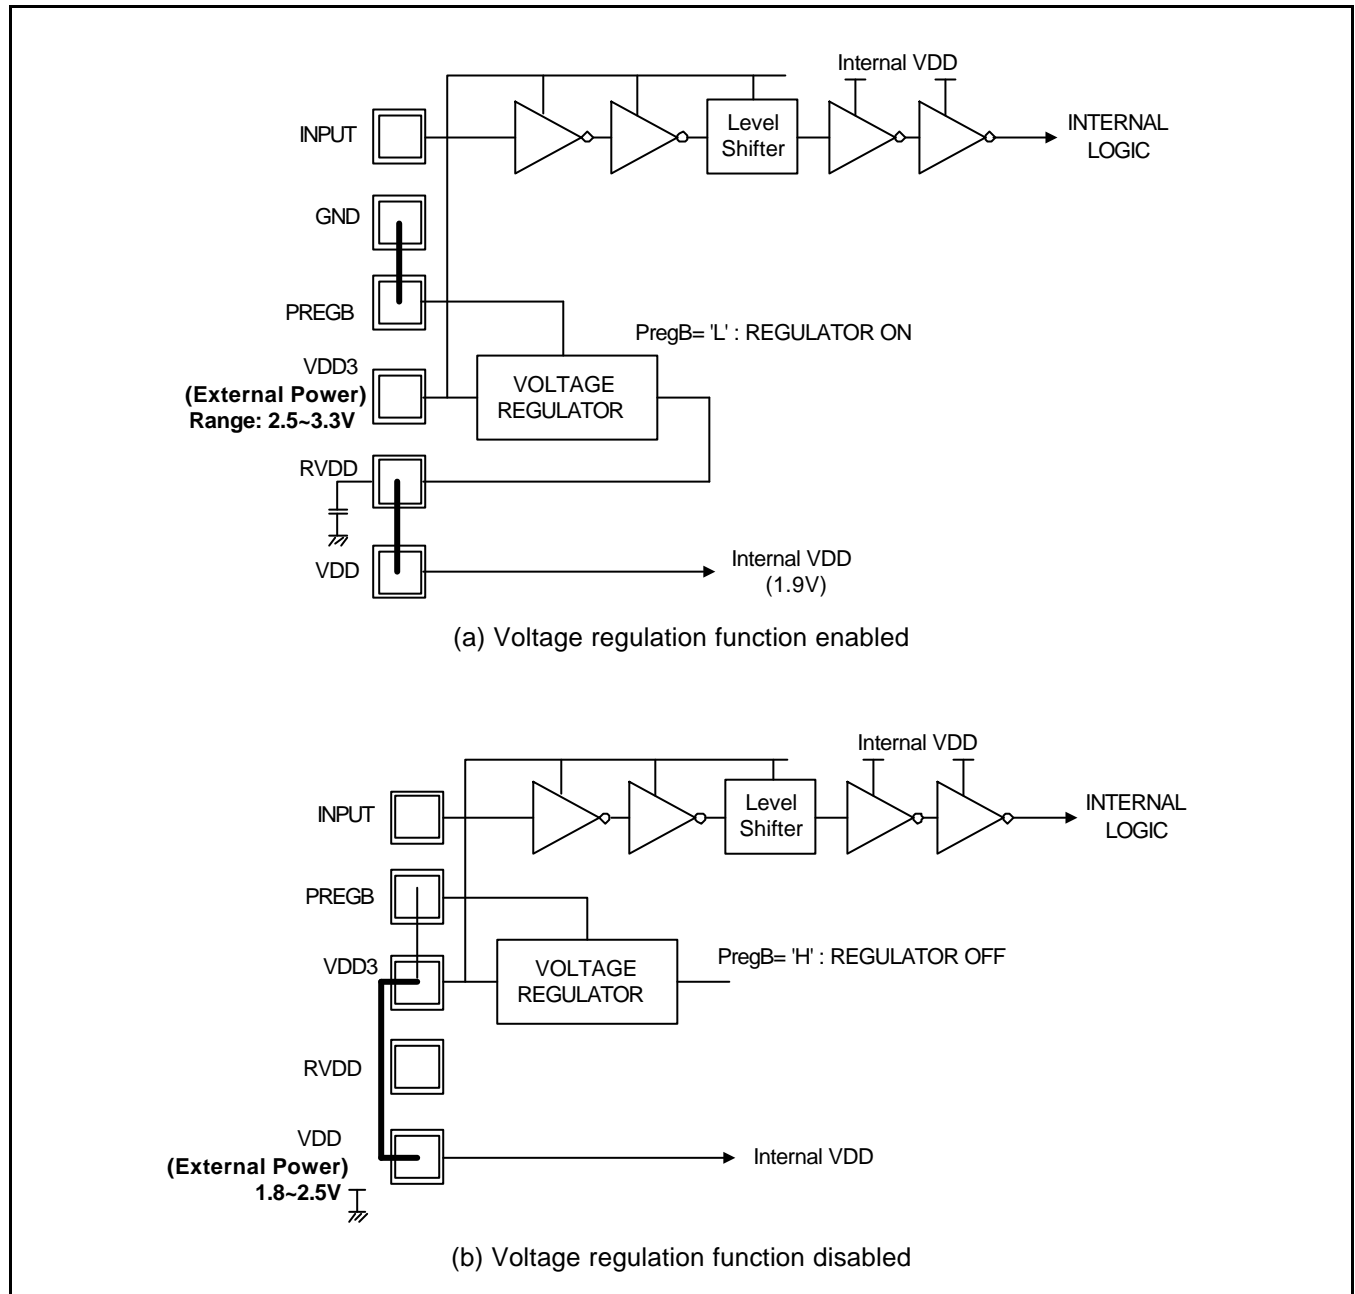 Internal VDD
INPUT
Level
Shifter
INTERNAL
LOGIC
GND
PREGB
PregB= 'L' : REGULATOR ON
VDD3
(External Power)
Range: 2.5~3.3V
VOLTAGE
REGULATOR
RVDD
VDD
Internal VDD
(1.9V)
(a) Voltage regulation function enabled
Internal VDD
INPUT
Level
Shifter
INTERNAL
LOGIC
PREGB
PregB= 'H' : REGULATOR OFF
VDD3
VOLTAGE
REGULATOR
RVDD
VDD
(External Power)
1.8~2.5V
Internal VDD
(b) Voltage regulation function disabled